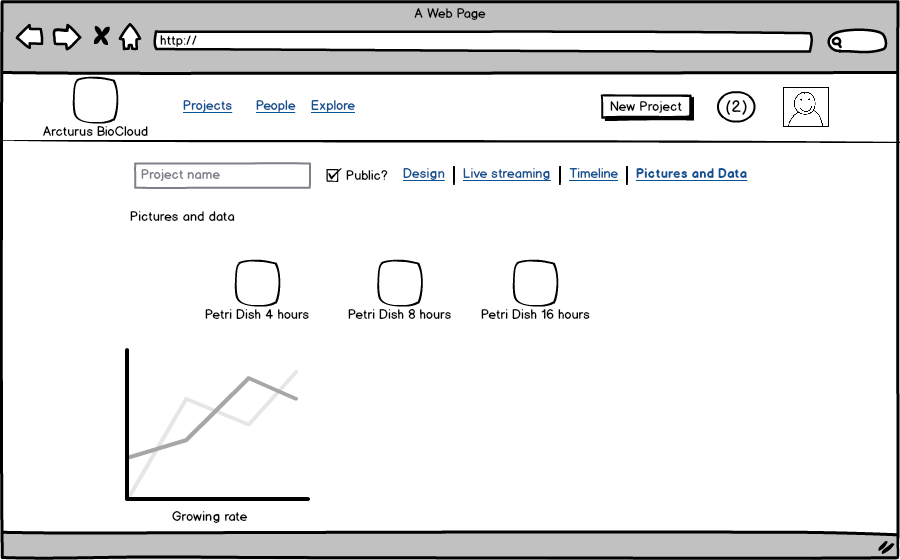 A Web Page
http://
Projects People Explore New Project (2)
Arcturus BioCloud
Project name Public? Design Live streaming Timeline Pictures and Data
Pictures and data
Petri Dish 4 hours Petri Dish 8 hours Petri Dish 16 hours
Growing rate